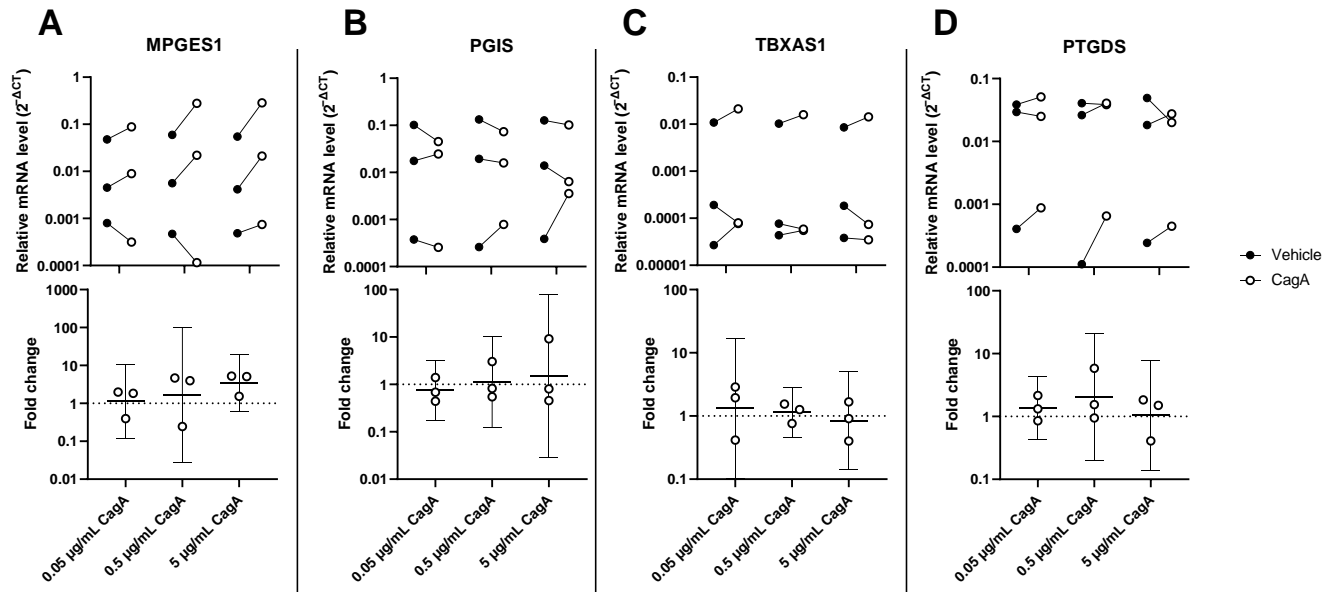 A
MPGES1
Relative mRNA level (2^-ΔCT)
1
0.1
0.01
0.001
0.0001
Fold change
1000
100
10
1
0.1
0.01
0.05 µg/mL CagA
0.5 µg/mL CagA
5 µg/mL CagA
B
PGIS
Relative mRNA level (2^-ΔCT)
1
0.1
0.01
0.001
0.0001
Fold change
100
10
1
0.1
0.01
0.05 µg/mL CagA
0.5 µg/mL CagA
5 µg/mL CagA
C
TBXAS1
Relative mRNA level (2^-ΔCT)
0.1
0.01
0.001
0.0001
0.00001
Fold change
100
10
1
0.1
0.05 µg/mL CagA
0.5 µg/mL CagA
5 µg/mL CagA
D
PTGDS
Relative mRNA level (2^-ΔCT)
0.1
0.01
0.001
0.0001
Fold change
100
10
1
0.1
0.05 µg/mL CagA
0.5 µg/mL CagA
5 µg/mL CagA
Vehicle
CagA